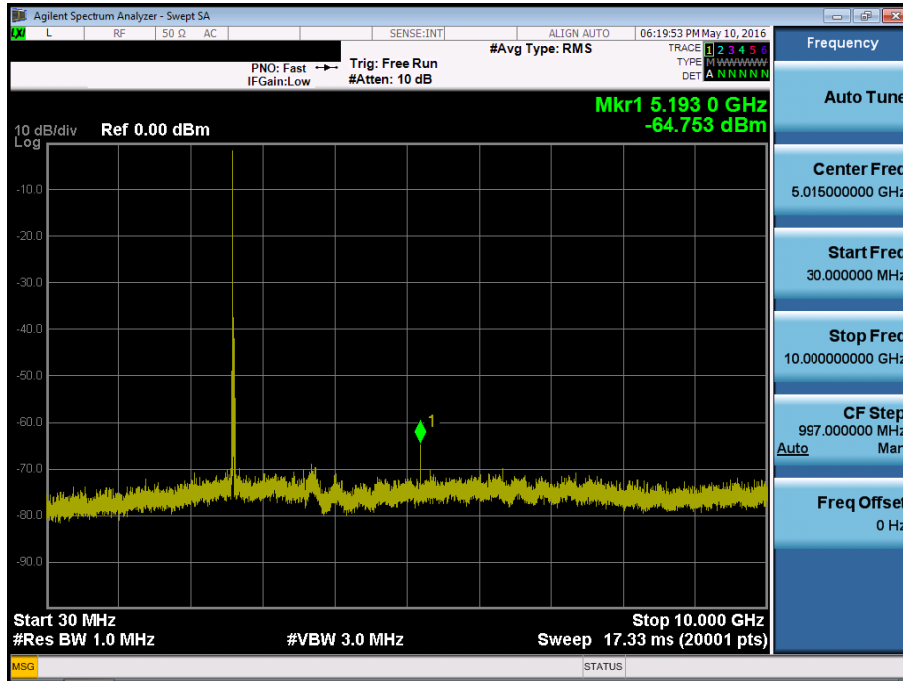 Agilent Spectrum Analyzer - Swept SA
LXI L RF 50 Ω AC SENSE:INT ALIGN AUTO 06:19:53 PM May 10, 2016
#Avg Type: RMS
TRACE 1 2 3 4 5 6
PNO: Fast Trig: Free Run
TYPE M WWWWW
IFGain:Low #Atten: 10 dB
DET A N N N N N
Mkr1 5.193 0 GHz
-64.753 dBm
10 dB/div Ref 0.00 dBm
Log
-10.0
-20.0
-30.0
-40.0
-50.0
-60.0
-70.0
-80.0
-90.0
1
Start 30 MHz Stop 10.000 GHz
#Res BW 1.0 MHz #VBW 3.0 MHz Sweep 17.33 ms (20001 pts)
MSG STATUS
Frequency
Auto Tune
Center Freq
5.015000000 GHz
Start Freq
30.000000 MHz
Stop Freq
10.000000000 GHz
CF Step
997.000000 MHz
Auto Man
Freq Offset
0 Hz